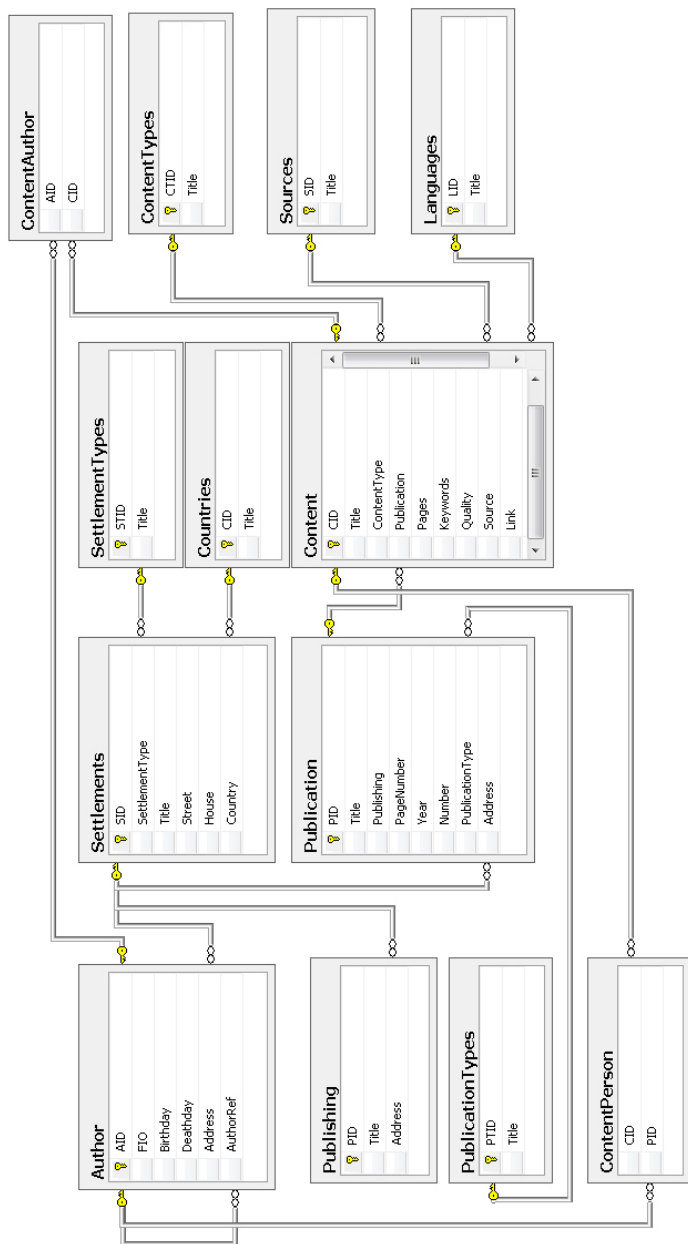 Author
AID
FIO
Birthday
Deathday
Address
AuthorRef
Settlements
SID
SettlementType
Title
Street
House
Country
SettlementTypes
STID
Title
Countries
CID
Title
ContentAuthor
AID
CID
ContentTypes
CTID
Title
Publishing
PID
Title
Address
Publication
PID
Title
Publishing
PageNumber
Year
Number
PublicationType
Address
Content
CID
Title
ContentType
Publication
Pages
Keywords
Quality
Source
Link
Sources
SID
Title
Languages
LID
Title
PublicationTypes
PTID
Title
ContentPerson
CID
PID